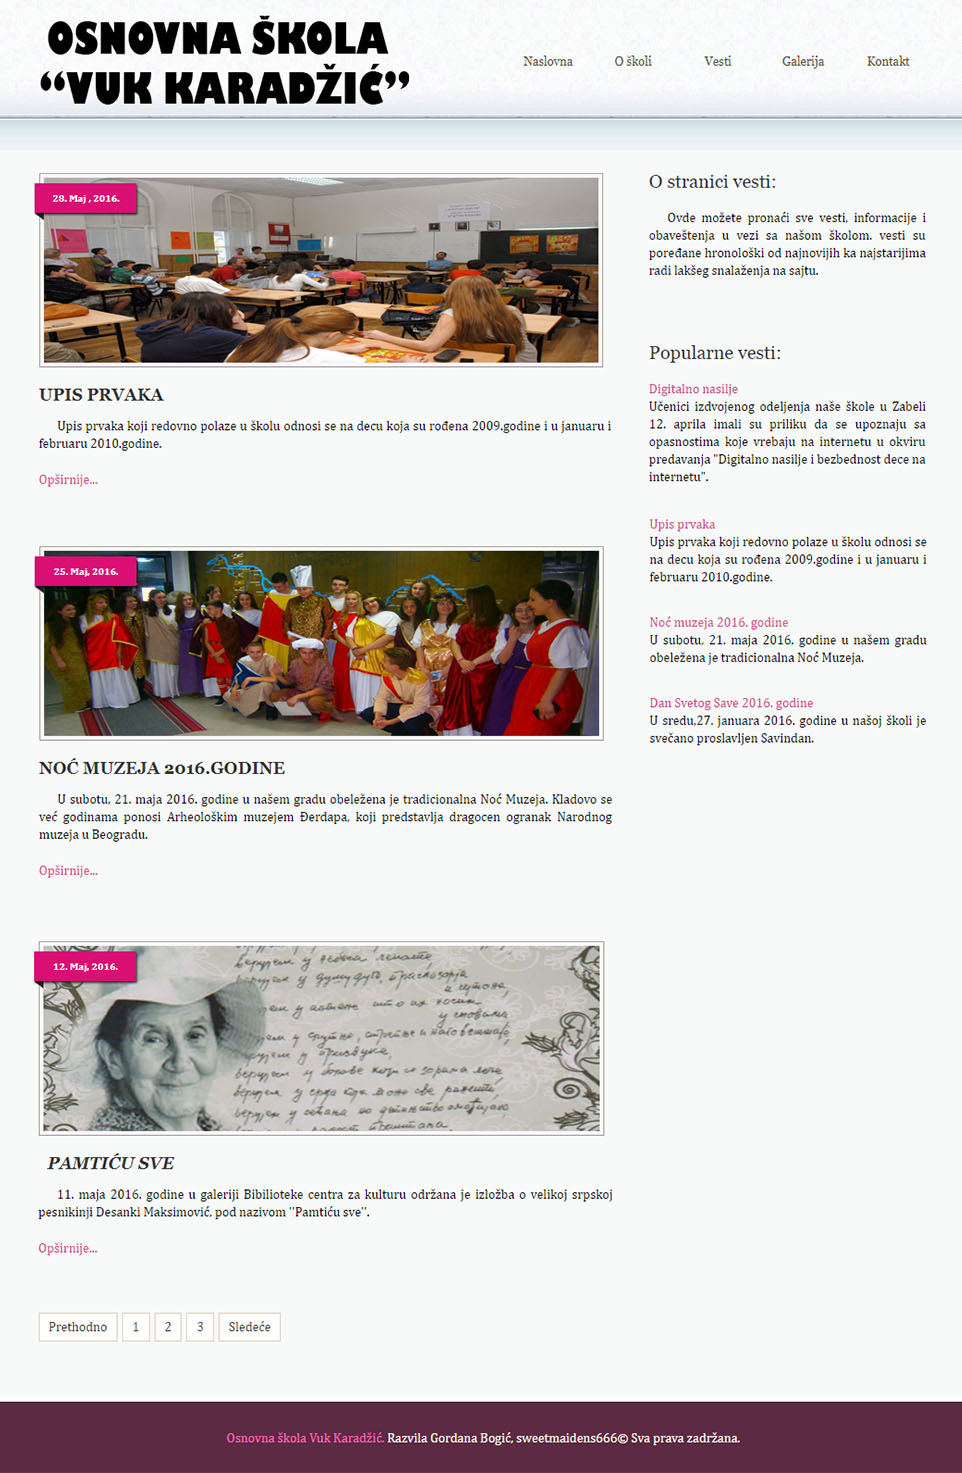 OSNOVNA ŠKOLA
“VUK KARADŽIĆ”
Naslovna O školi Vesti Galerija Kontakt
28. Maj , 2016.
UPIS PRVAKA
Upis prvaka koji redovno polaze u školu odnosi se na decu koja su rođena 2009.godine i u januaru i
februaru 2010.godine.
Opširnije...
25. Maj, 2016.
NOĆ MUZEJA 2016.GODINE
U subotu, 21. maja 2016. godine u našem gradu obeležena je tradicionalna Noć Muzeja. Kladovo se
već godinama ponosi Arheološkim muzejem Đerdapa, koji predstavlja dragocen ogranak Narodnog
muzeja u Beogradu.
Opširnije...
12. Maj, 2016.
PAMTIĆU SVE
11. maja 2016. godine u galeriji Bibilioteke centra za kulturu održana je izložba o velikoj srpskoj
pesnikinji Desanki Maksimović, pod nazivom "Pamtiću sve".
Opširnije...
Prethodno 1 2 3 Sledeće
O stranici vesti:
Ovde možete pronaći sve vesti, informacije i
obaveštenja u vezi sa našom školom. vesti su
poređane hronološki od najnovijih ka najstarijima
radi lakšeg snalaženja na sajtu.
Popularne vesti:
Digitalno nasilje
Učenici izdvojenog odeljenja naše škole u Zabeli
12. aprila imali su priliku da se upoznaju sa
opasnostima koje vrebaju na internetu u okviru
predavanja "Digitalno nasilje i bezbednost dece na
internetu".
Upis prvaka
Upis prvaka koji redovno polaze u školu odnosi se
na decu koja su rođena 2009.godine i u januaru i
februaru 2010.godine.
Noć muzeja 2016. godine
U subotu, 21. maja 2016. godine u našem gradu
obeležena je tradicionalna Noć Muzeja.
Dan Svetog Save 2016. godine
U sredu,27. januara 2016. godine u našoj školi je
svečano proslavljen Savindan.
Osnovna škola Vuk Karadžić. Razvila Gordana Bogić, sweetmaidens666© Sva prava zadržana.